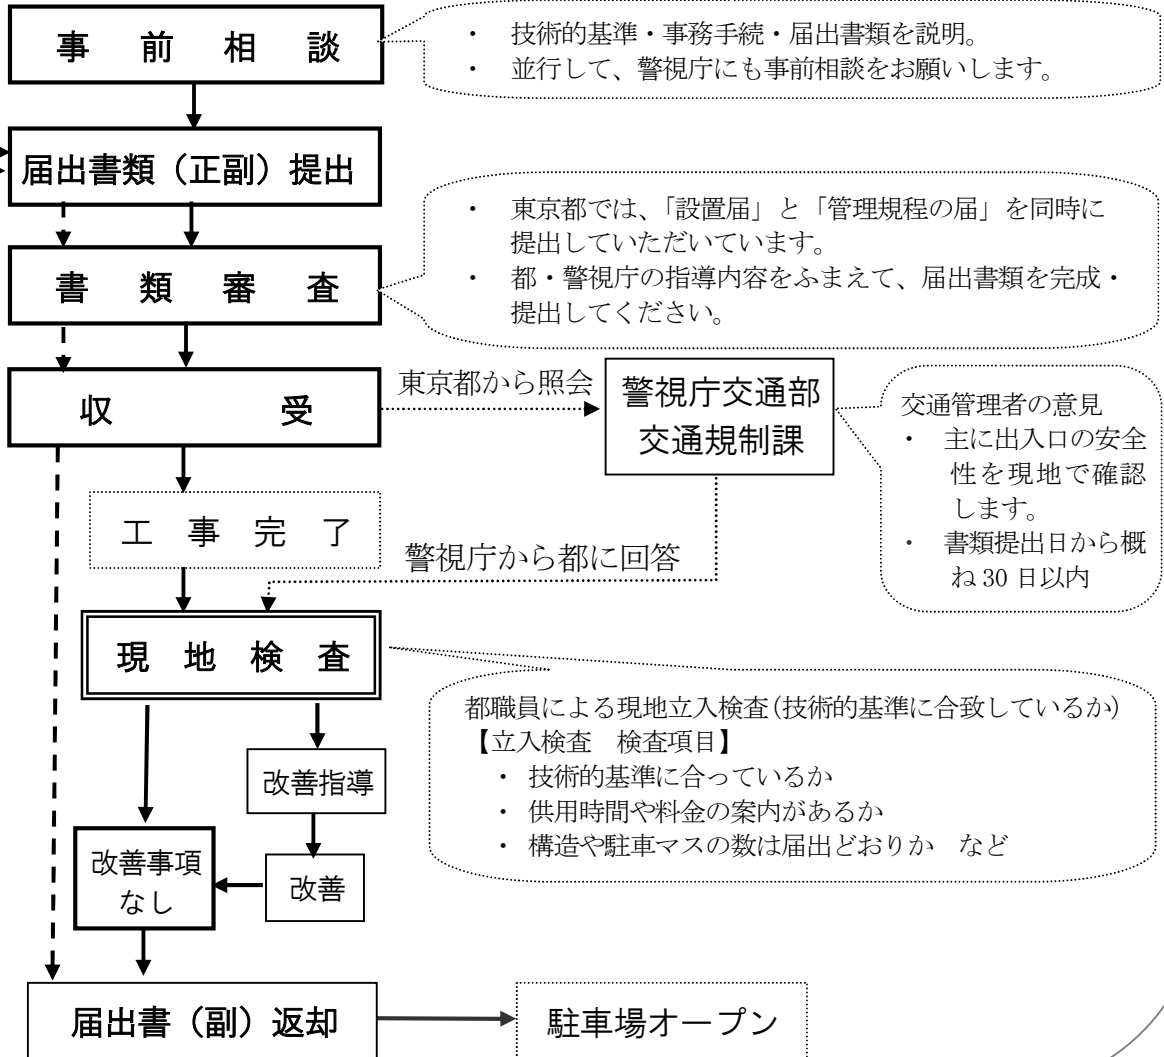 事前相談
・ 技術的基準・事務手続・届出書類を説明。
・ 並行して、警視庁にも事前相談をお願いします。
届出書類（正副）提出
・ 東京都では、「設置届」と「管理規程の届」を同時に
提出していただいています。
・ 都・警視庁の指導内容をふまえて、届出書類を完成・
提出してください。
書類審査
収受
東京都から照会
警視庁交通部
交通規制課
交通管理者の意見
・ 主に出入口の安全
性を現地で確認
します。
・ 書類提出日から概
ね30日以内
工事完了
警視庁から都に回答
現地検査
都職員による現地立入検査(技術的基準に合致しているか)
【立入検査 検査項目】
・ 技術的基準に合っているか
・ 供用時間や料金の案内があるか
・ 構造や駐車マスの数は届出どおりか など
改善指導
改善事項
なし
改善
届出書（副）返却
駐車場オープン